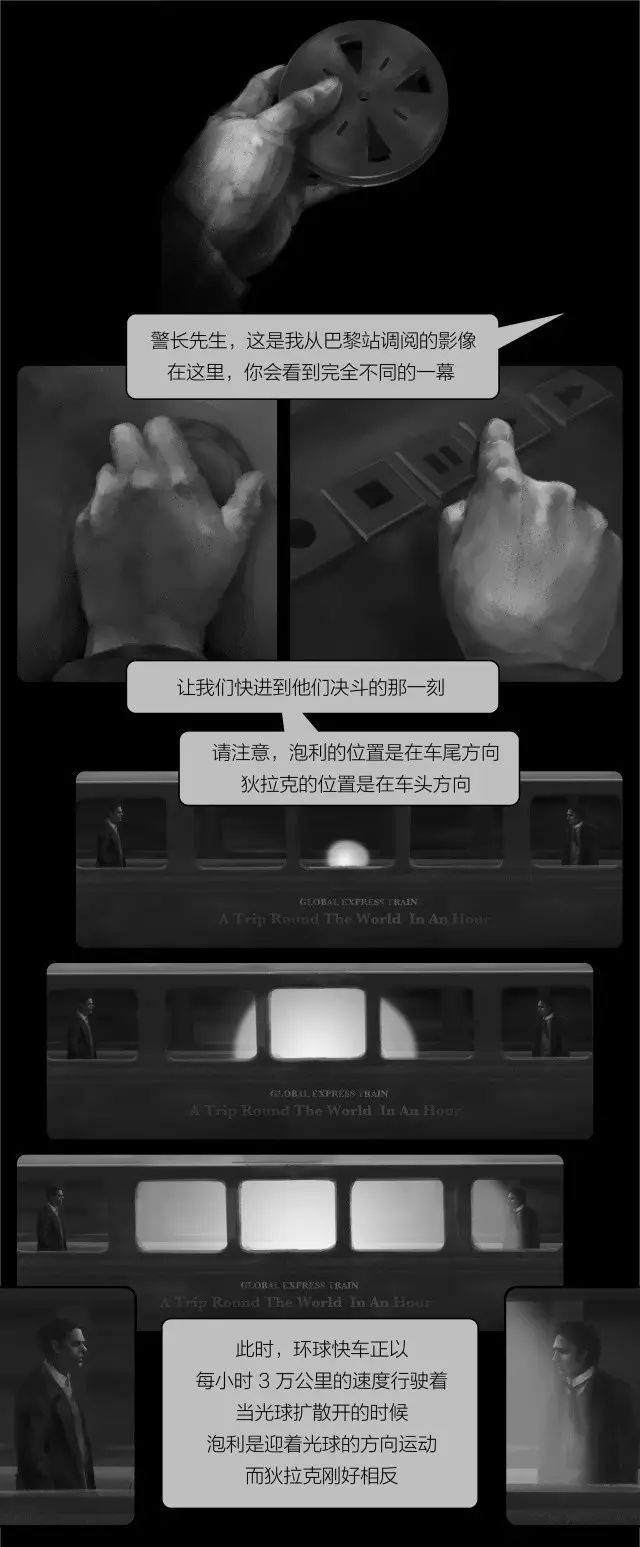 警长先生，这是我从巴黎站调阅的影像
在这里，你会看到完全不同的一幕
让我们快进到他们决斗的那一刻
请注意，泡利的位置是在车尾方向
狄拉克的位置是在车头方向
GLOBAL EXPRESS TRAIN
A Trip Round The World In An Hour
GLOBAL EXPRESS TRAIN
A Trip Round The World In An Hour
GLOBAL EXPRESS TRAIN
A Trip Round The World In An Hour
此时，环球快车正以
每小时 3 万公里的速度行驶着
当光球扩散开的时候
泡利是迎着光球的方向运动
而狄拉克刚好相反